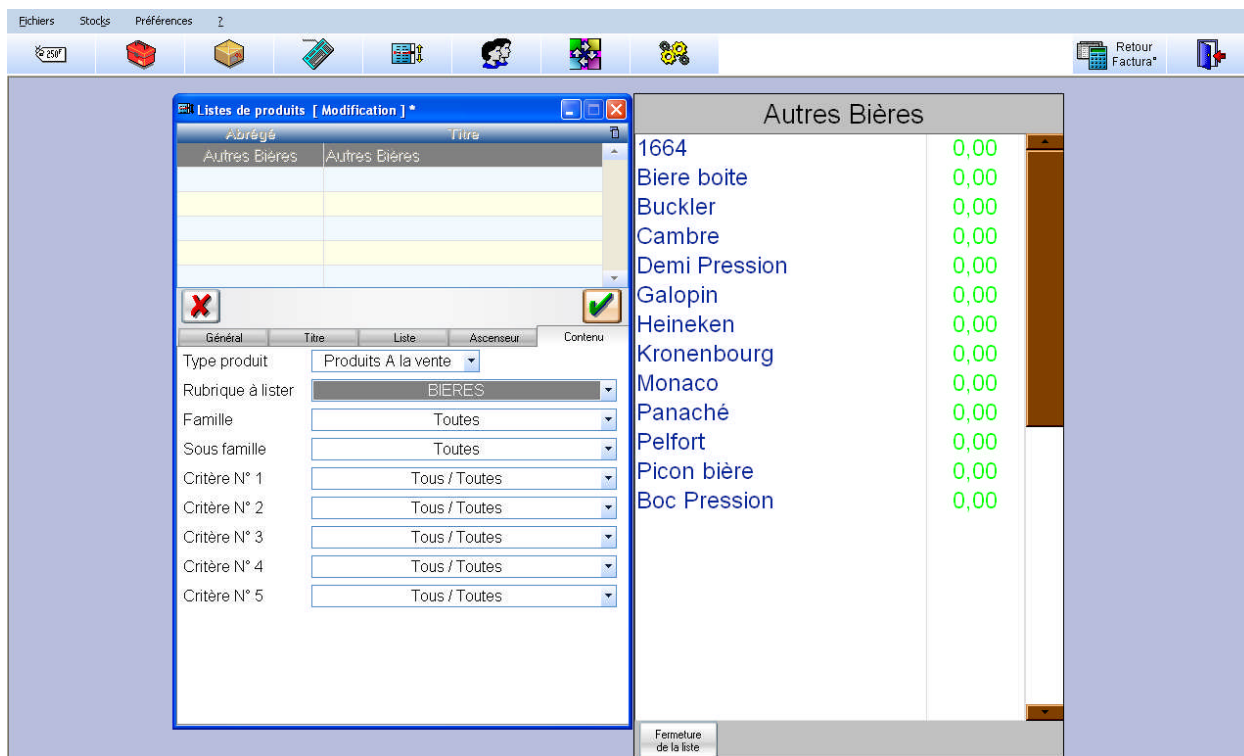 Fichiers Stocks Préférences ?
250F
Retour
Factura°
Listes de produits [ Modification ] *
Abrégé Titre
Autres Bières Autres Bières
Général Titre Liste Ascenseur Contenu
Type produit Produits A la vente
Rubrique à lister BIERES
Famille Toutes
Sous famille Toutes
Critère N° 1 Tous / Toutes
Critère N° 2 Tous / Toutes
Critère N° 3 Tous / Toutes
Critère N° 4 Tous / Toutes
Critère N° 5 Tous / Toutes
Autres Bières
1664 0,00
Biere boite 0,00
Buckler 0,00
Cambre 0,00
Demi Pression 0,00
Galopin 0,00
Heineken 0,00
Kronenbourg 0,00
Monaco 0,00
Panaché 0,00
Pelfort 0,00
Picon bière 0,00
Boc Pression 0,00
Fermeture
de la liste